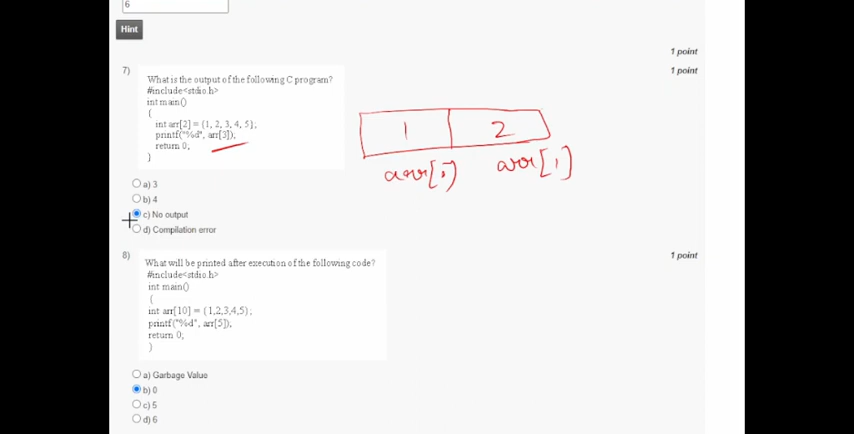 6
Hint
1 point
7)
1 point
What is the output of the following C program?
#include<stdio.h>
int main()
{
int arr[2] = {1, 2, 3, 4, 5};
printf("%d", arr[3]);
return 0;
}
1 2
arr[ ] arr[1]
a) 3
b) 4
c) No output
d) Compilation error
8)
1 point
What will be printed after execution of the following code?
#include<stdio.h>
int main()
{
int arr[10] = {1,2,3,4,5};
printf("%d", arr[5]);
return 0;
}
a) Garbage Value
b) 0
c) 5
d) 6